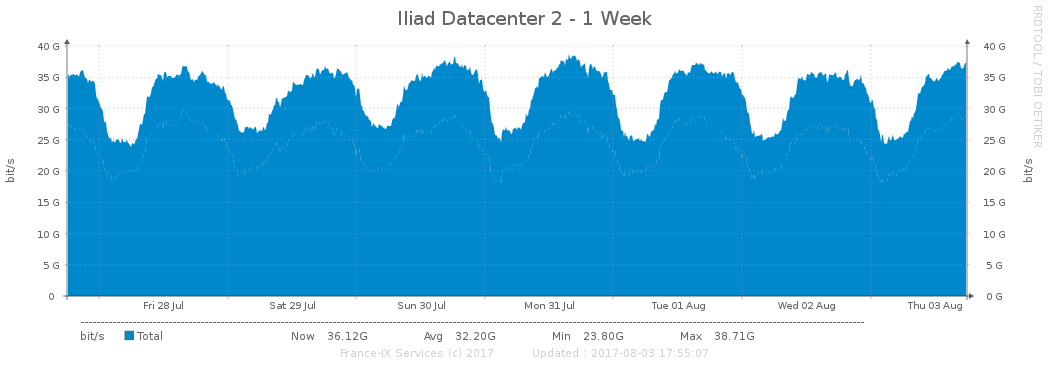 Iliad Datacenter 2 - 1 Week
RRDTOOL / TOBI OETIKER
40 G 40 G
35 G 35 G
30 G 30 G
25 G 25 G
20 G 20 G
15 G 15 G
10 G 10 G
5 G 5 G
0 0 G
bit/s bit/s
Fri 28 Jul Sat 29 Jul Sun 30 Jul Mon 31 Jul Tue 01 Aug Wed 02 Aug Thu 03 Aug
bit/s Total Now 36.12G Avg 32.20G Min 23.80G Max 38.71G
France-IX Services (c) 2017 Updated : 2017-08-03 17:55:07